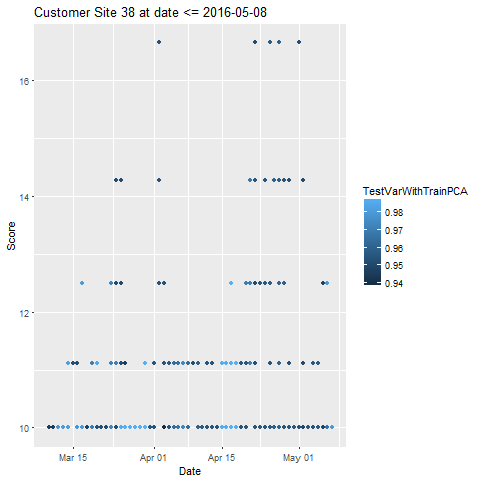 Customer Site 38 at date <= 2016-05-08
16
14
12
10
Score
Mar 15
Apr 01
Apr 15
May 01
Date
TestVarWithTrainPCA
0.98
0.97
0.96
0.95
0.94